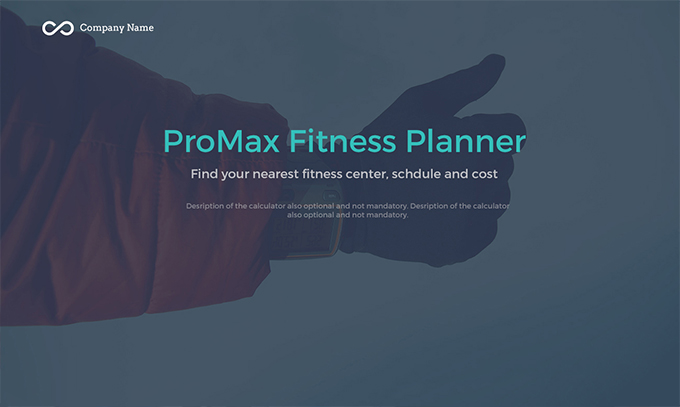 Company Name
ProMax Fitness Planner
Find your nearest fitness center, schdule and cost
Desription of the calculator also optional and not mandatory. Desription of the calculator
also optional and not mandatory.